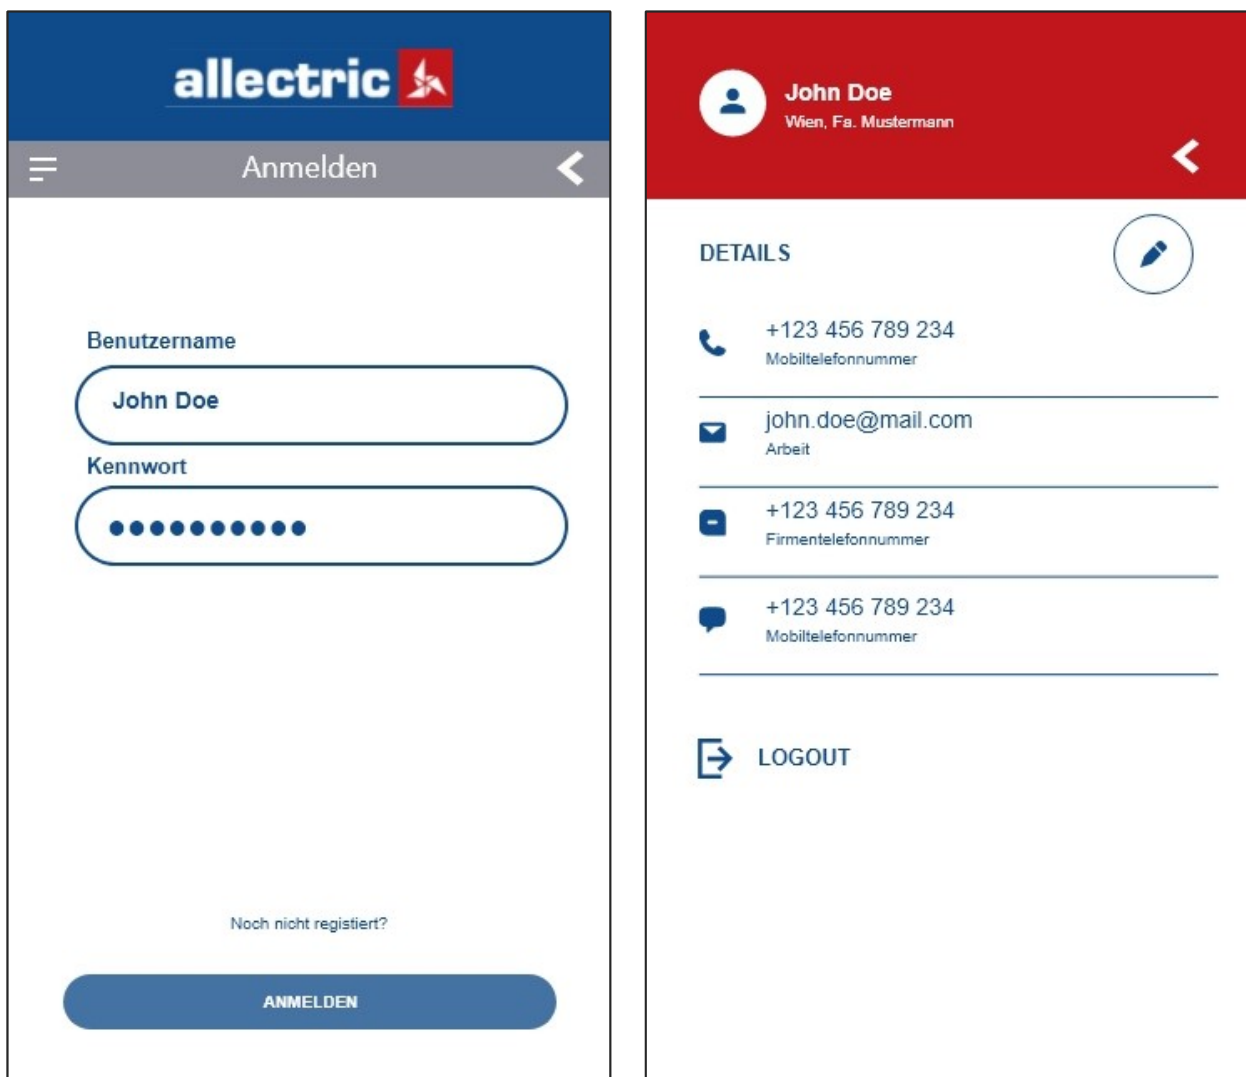 allectric
Anmelden
Benutzername
John Doe
Kennwort
Noch nicht registiert?
ANMELDEN
John Doe
Wien, Fa. Mustermann
DETAILS
+123 456 789 234
Mobiltelefonnummer
john.doe@mail.com
Arbeit
+123 456 789 234
Firmentelefonnummer
+123 456 789 234
Mobiltelefonnummer
LOGOUT